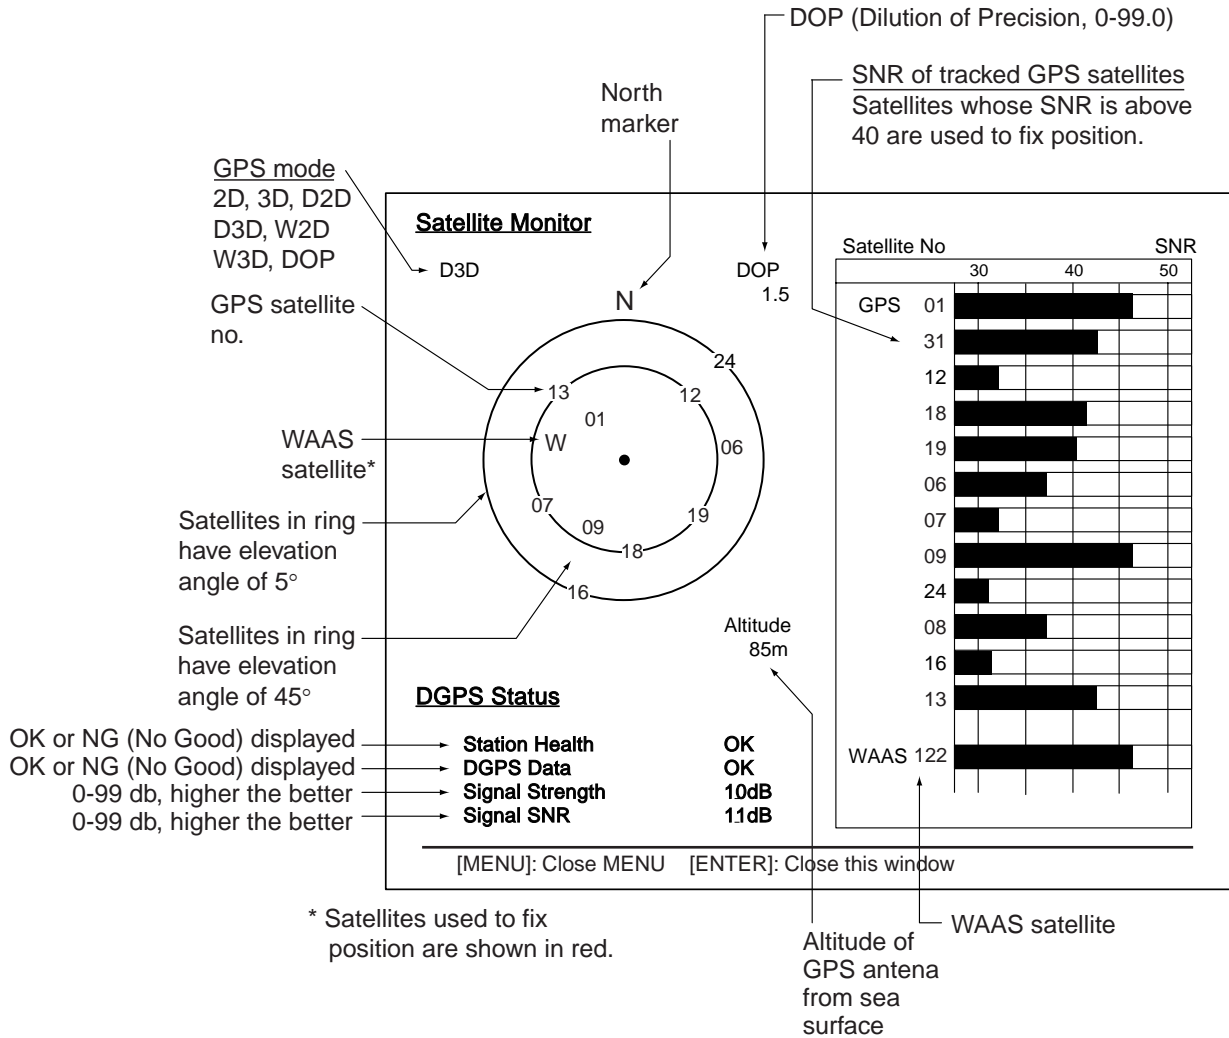 DOP (Dilution of Precision, 0-99.0)
SNR of tracked GPS satellites
Satellites whose SNR is above
40 are used to fix position.
North
marker
GPS mode
2D, 3D, D2D
D3D, W2D
W3D, DOP
GPS satellite
no.
WAAS
satellite*
Satellites in ring
have elevation
angle of 5°
Satellites in ring
have elevation
angle of 45°
OK or NG (No Good) displayed
OK or NG (No Good) displayed
0-99 db, higher the better
0-99 db, higher the better
Satellite Monitor
D3D
DOP
1.5
N
24
13
12
01
W
06
07
09
19
18
16
Altitude
85m
DGPS Status
Station Health OK
DGPS Data OK
Signal Strength 10dB
Signal SNR 11dB
Satellite No SNR
30 40 50
GPS 01
31
12
18
19
06
07
09
24
08
16
13
WAAS 122
[MENU]: Close MENU [ENTER]: Close this window
* Satellites used to fix
position are shown in red.
Altitude of
GPS antena
from sea
surface
WAAS satellite